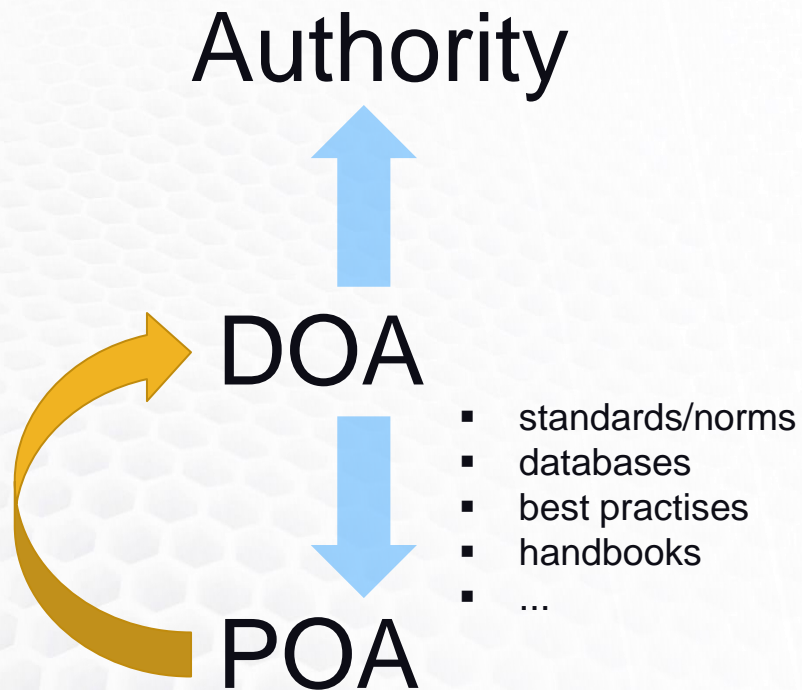 Authority
DOA
▪ standards/norms
▪ databases
▪ best practises
▪ handbooks
▪ ...
POA